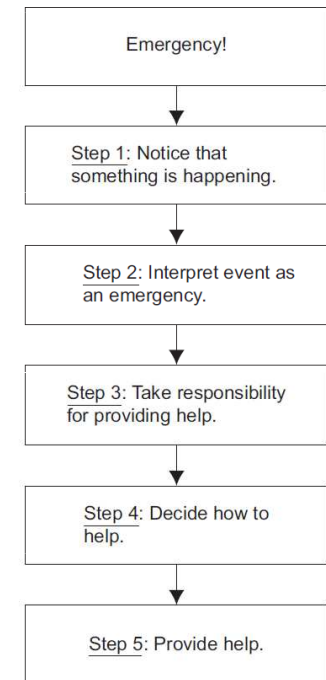 Emergency!
Step 1: Notice that
something is happening.
Step 2: Interpret event as
an emergency.
Step 3: Take responsibility
for providing help.
Step 4: Decide how to
help.
Step 5: Provide help.